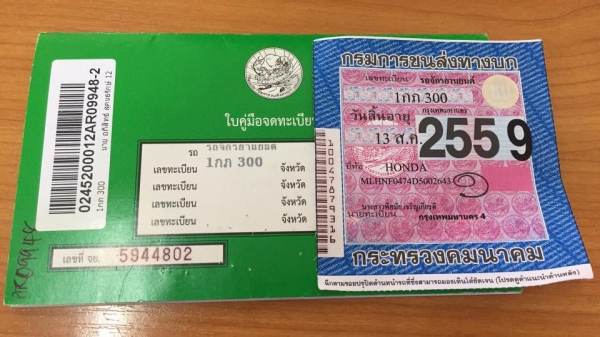 0245200012AR09948-2
1กภ 300
AR09948
ใบคู่มือจดทะเบียน
รถ รถจักรยานยนต์
เลขทะเบียน 1กภ 300 จังหวัด
เลขทะเบียน จังหวัด
เลขทะเบียน จังหวัด
เลขทะเบียน จังหวัด
เลขที่ จย. 5944802
กรมการขนส่งทางบก
เลขทะเบียน รถจักรยานยนต์
1กภ 300
วันสิ้นอายุ กรุงเทพมหานคร
13 ส.ค. 2559
ยี่ห้อ HONDA
MLHNF0474D5002643
นายทะเบียน กรุงเทพมหานคร 4
กระทรวงคมนาคม